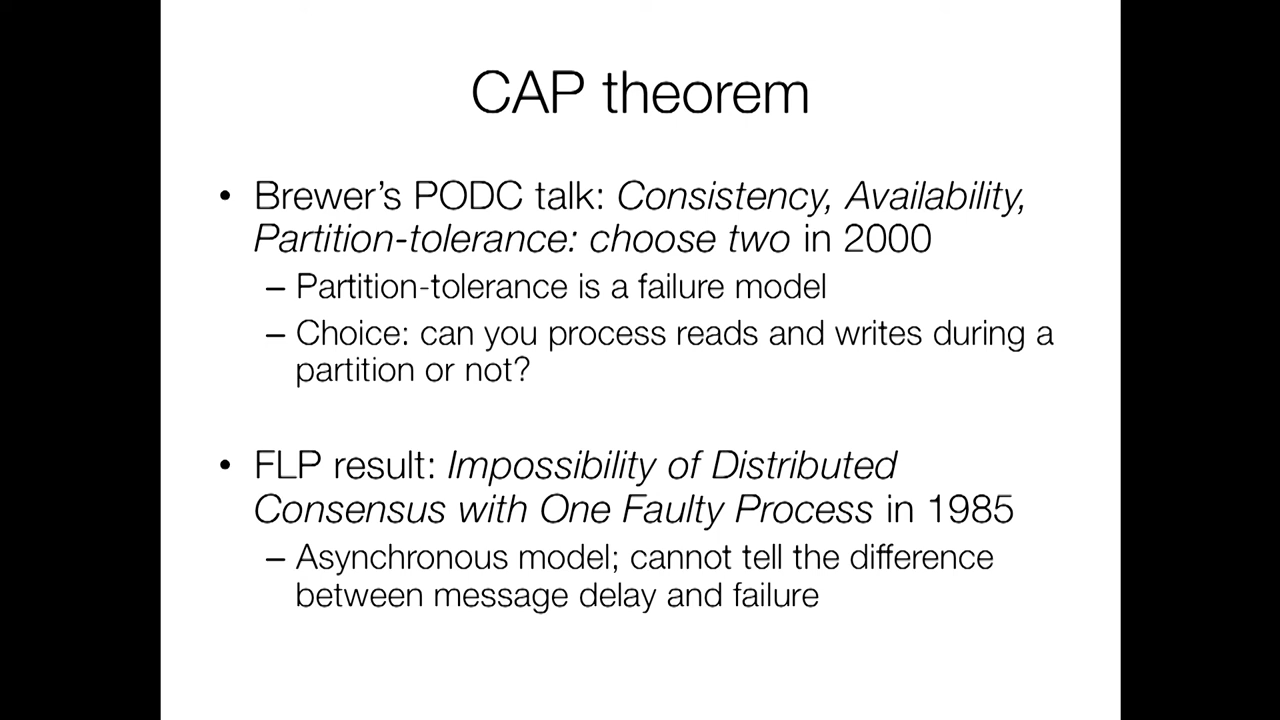 CAP theorem
• Brewer’s PODC talk: Consistency, Availability,
Partition-tolerance: choose two in 2000
– Partition-tolerance is a failure model
– Choice: can you process reads and writes during a
partition or not?
• FLP result: Impossibility of Distributed
Consensus with One Faulty Process in 1985
– Asynchronous model; cannot tell the difference
between message delay and failure